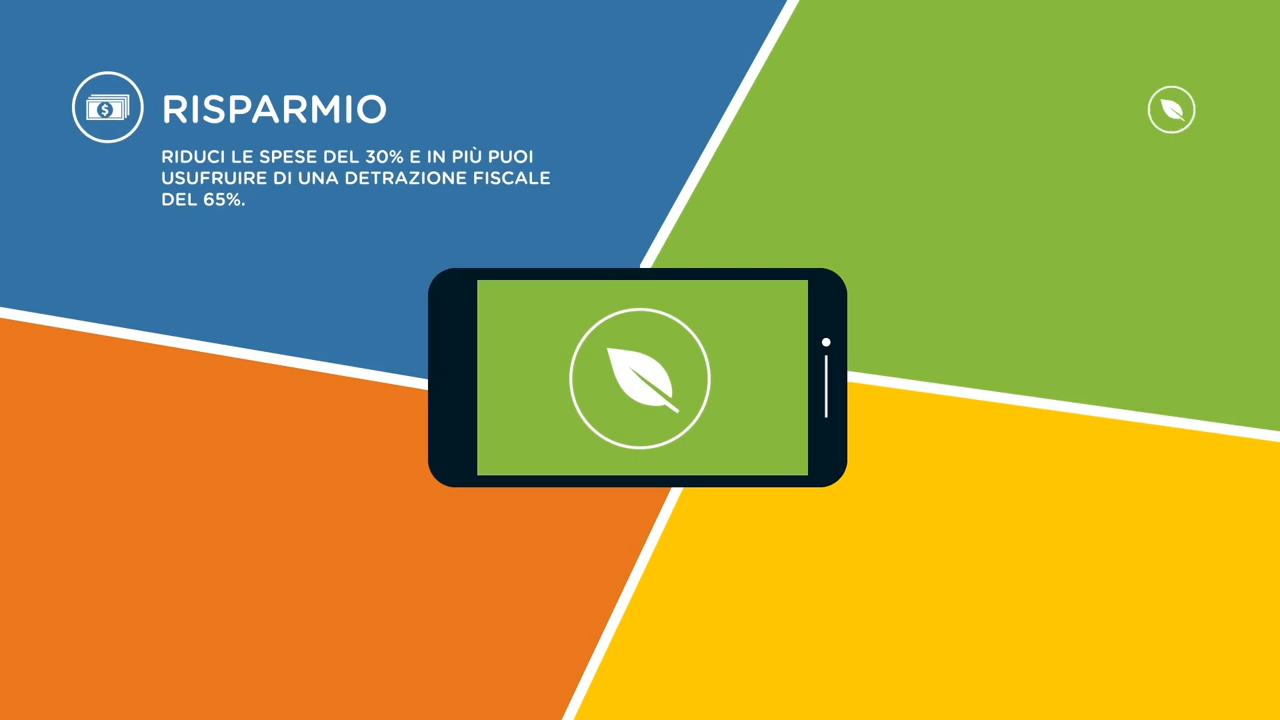 RISPARMIO
RIDUCI LE SPESE DEL 30% E IN PIÙ PUOI
USUFRUIRE DI UNA DETRAZIONE FISCALE
DEL 65%.